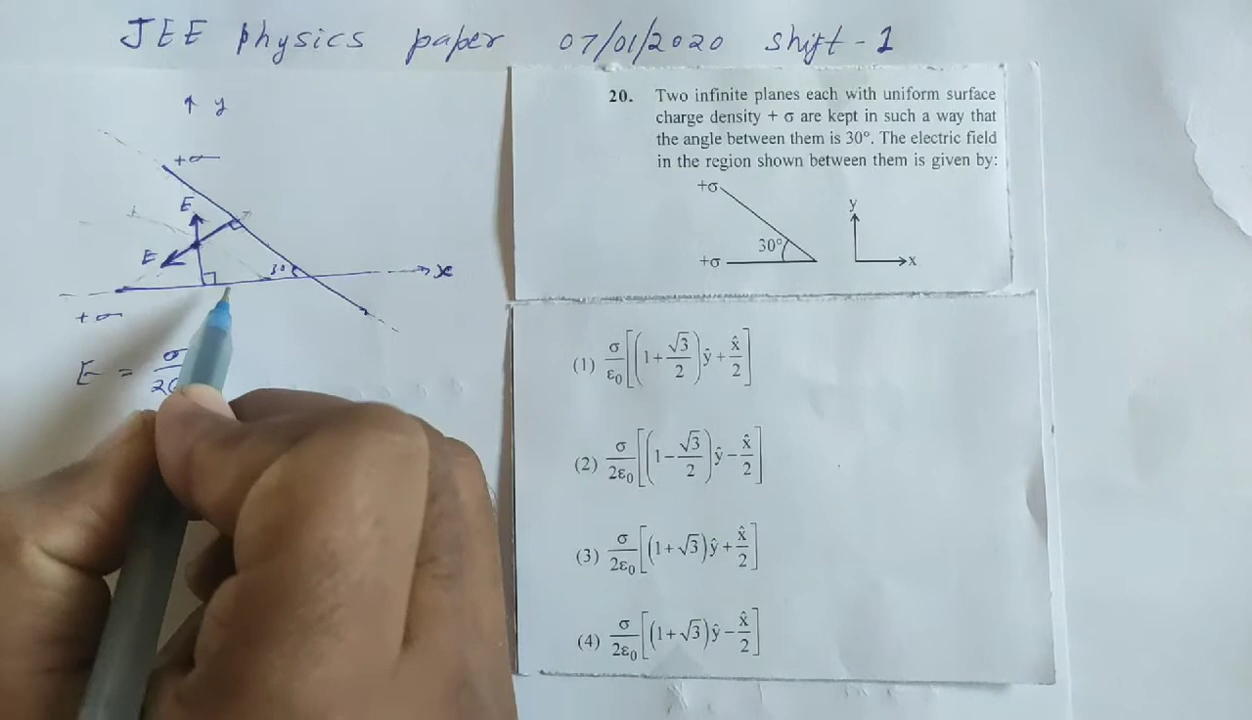 JEE physics paper 07/01/2020 shift-1
↑ y
+σ
E
E
30
x
+σ
E = σ
20. Two infinite planes each with uniform surface
charge density + σ are kept in such a way that
the angle between them is 30°. The electric field
in the region shown between them is given by:
+σ
30°
+σ
y
x
(1) σ/ε₀ [(1 + √3/2) ŷ + x̂/2]
(2) σ/2ε₀ [(1 − √3/2) ŷ − x̂/2]
(3) σ/2ε₀ [(1 + √3) ŷ + x̂/2]
(4) σ/2ε₀ [(1 + √3) ŷ − x̂/2]